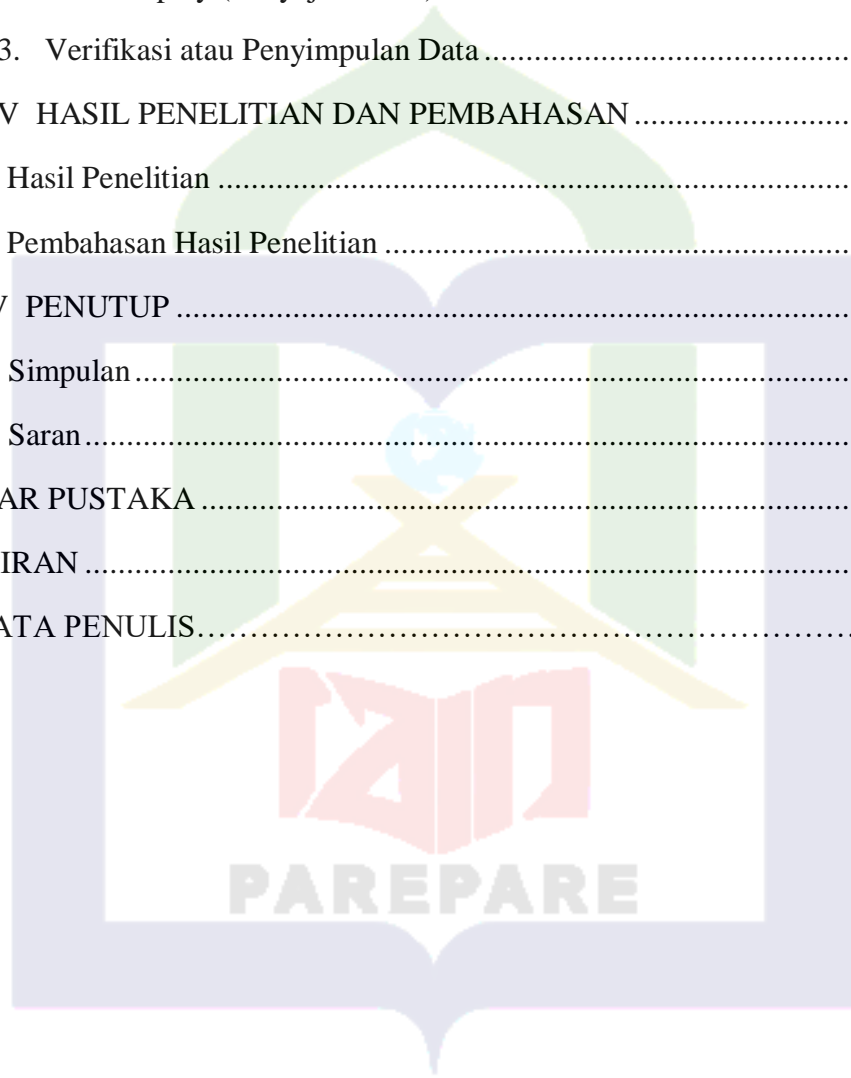 3. Verifikasi atau Penyimpulan Data ..........................................
V HASIL PENELITIAN DAN PEMBAHASAN ..........................
Hasil Penelitian ..........................................................................
Pembahasan Hasil Penelitian ......................................................
V PENUTUP ................................................................................
Simpulan ....................................................................................
Saran ..........................................................................................
AR PUSTAKA .............................................................................
IRAN ...........................................................................................
ATA PENULIS……………………………………………………………
iain
PAREPARE